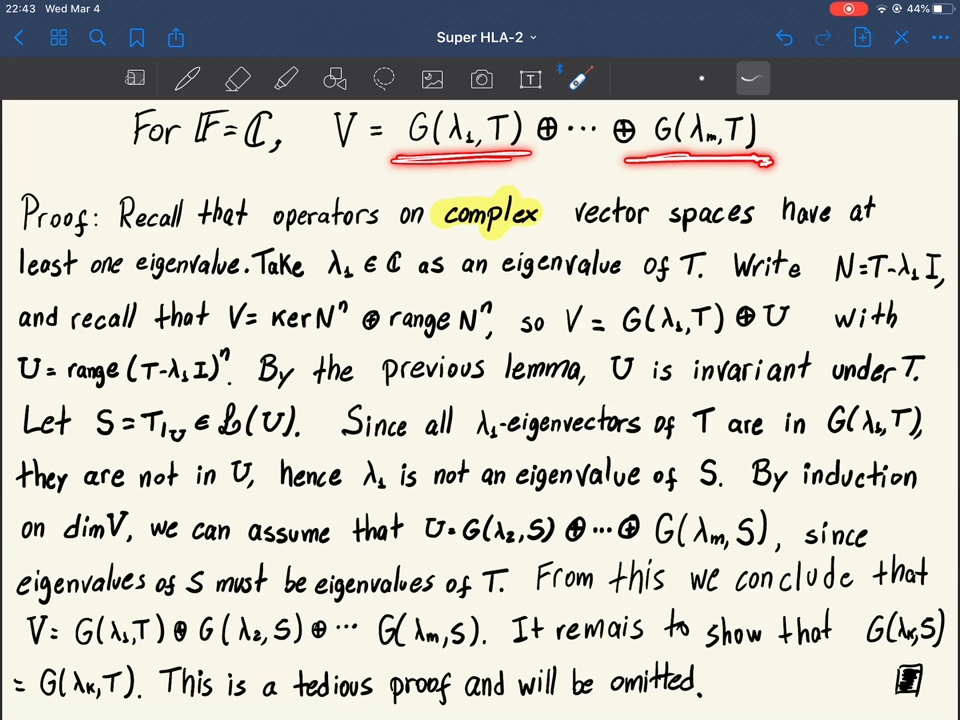 22:43 Wed Mar 4 44%
Super HLA-2
For 𝔽=ℂ, V = G(λ₁,T) ⊕ ⋯ ⊕ G(λₘ,T)
Proof: Recall that operators on complex vector spaces have at
least one eigenvalue. Take λ₁ ∈ ℂ as an eigenvalue of T. Write N=T-λ₁I,
and recall that V= ker Nⁿ ⊕ range Nⁿ, so V = G(λ₁,T) ⊕ U with
U= range (T-λ₁I)ⁿ. By the previous lemma, U is invariant under T.
Let S=T|ᵤ ∈ ℒ(U). Since all λ₁-eigenvectors of T are in G(λ₁,T),
they are not in U, hence λ₁ is not an eigenvalue of S. By induction
on dimV, we can assume that U=G(λ₂,S) ⊕ ⋯ ⊕ G(λₘ,S), since
eigenvalues of S must be eigenvalues of T. From this we conclude that
V= G(λ₁,T) ⊕ G(λ₂,S) ⊕ ⋯ G(λₘ,S). It remais to show that G(λₖ,S)
= G(λₖ,T). This is a tedious proof and will be omitted.